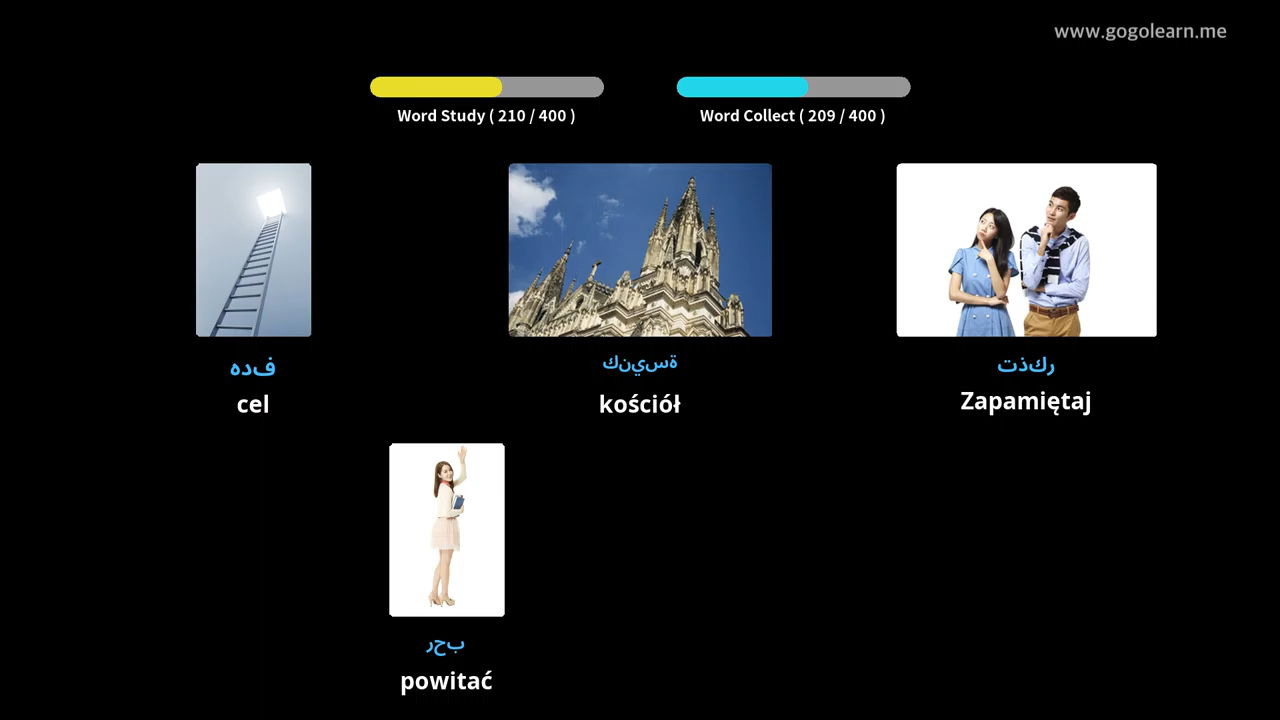 www.gogolearn.me
Word Study ( 210 / 400 )
Word Collect ( 209 / 400 )
فده
cel
ةسينك
kościół
ركذت
Zapamiętaj
بحر
powitać